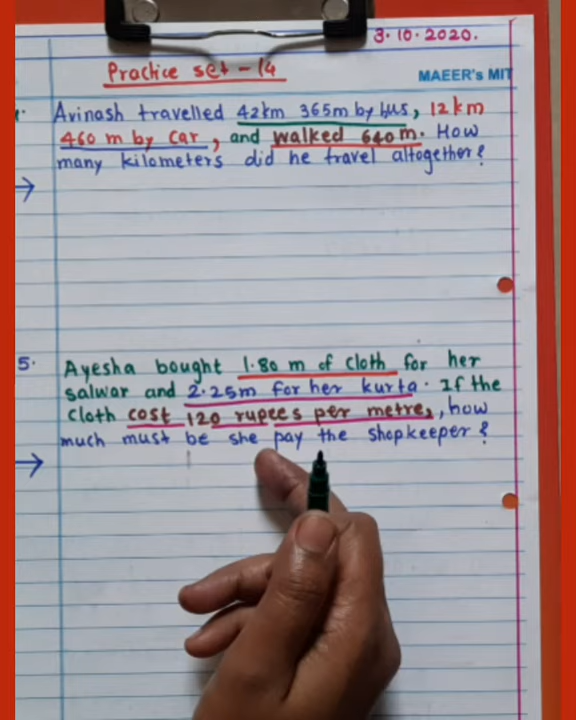 3.10.2020.
Practice set - 14
MAEER's MIT
Avinash travelled 42km 365m by bus, 12km
460 m by car, and walked 640m. How
many kilometers did he travel altogether?
5. Ayesha bought 1.80 m of cloth for her
salwar and 2.25m for her kurta. If the
cloth cost 120 rupees per metre, how
much must be she pay the shopkeeper?